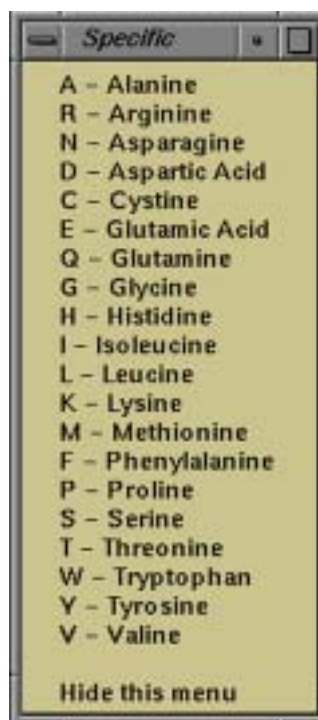 Specific
A – Alanine
R – Arginine
N – Asparagine
D – Aspartic Acid
C – Cystine
E – Glutamic Acid
Q – Glutamine
G – Glycine
H – Histidine
I – Isoleucine
L – Leucine
K – Lysine
M – Methionine
F – Phenylalanine
P – Proline
S – Serine
T – Threonine
W – Tryptophan
Y – Tyrosine
V – Valine
Hide this menu